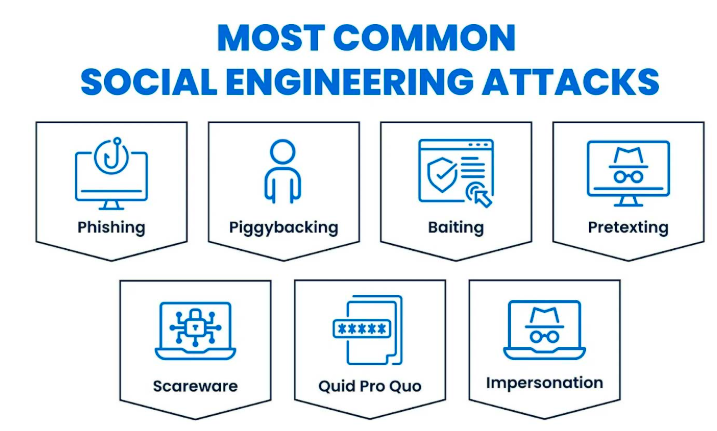 MOST COMMON
SOCIAL ENGINEERING ATTACKS
Phishing
Piggybacking
Baiting
Pretexting
*****
Scareware
Quid Pro Quo
Impersonation